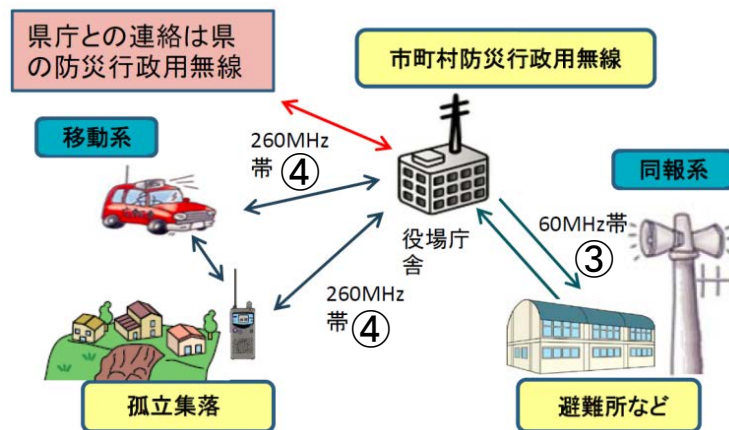 県庁との連絡は県
の防災行政用無線
市町村防災行政用無線
移動系
260MHz
帯④
同報系
役場庁
舎
60MHz帯
③
260MHz
帯④
孤立集落
避難所など